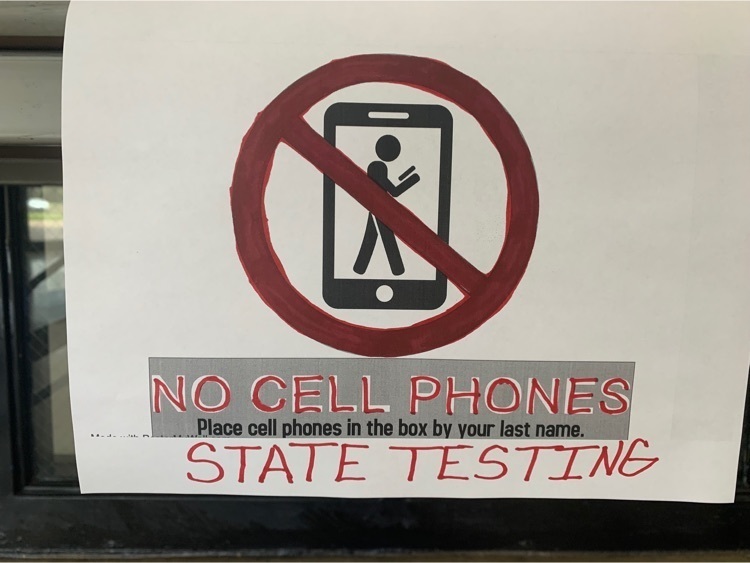 NO CELL PHONES
Place cell phones in the box by your last name.
STATE TESTING